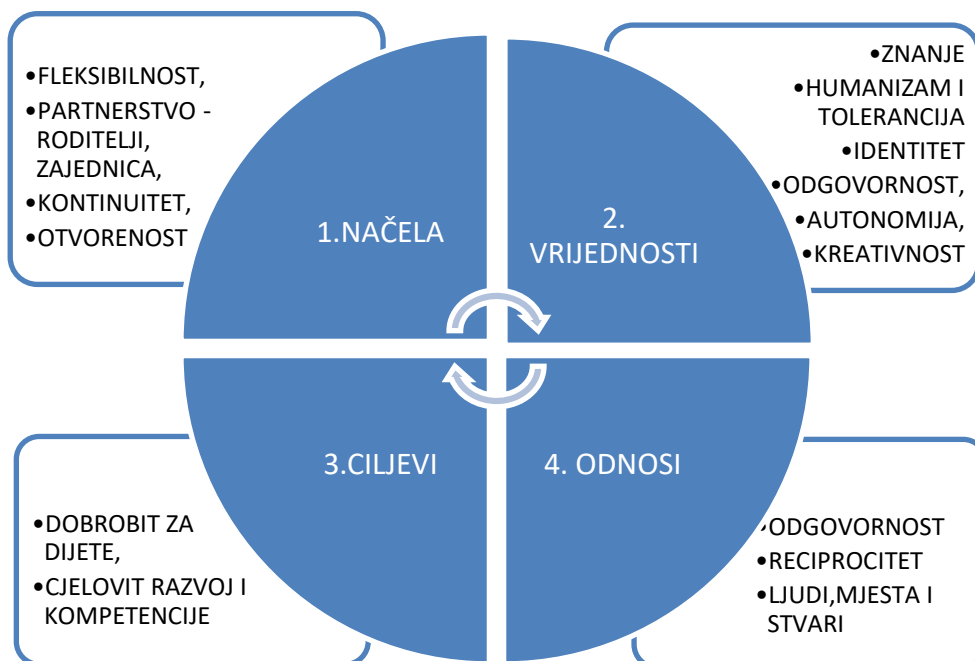 •FLEKSIBILNOST,
•PARTNERSTVO -
RODITELJI,
ZAJEDNICA,
•KONTINUITET,
•OTVORENOST
1.NAČELA
•ZNANJE
•HUMANIZAM I
TOLERANCIJA
•IDENTITET
•ODGOVORNOST,
•AUTONOMIJA,
•KREATIVNOST
2.
VRIJEDNOSTI
•DOBROBIT ZA
DIJETE,
•CJELOVIT RAZVOJ I
KOMPETENCIJE
3.CILJEVI
4. ODNOSI
•ODGOVORNOST
•RECIPROCITET
•LJUDI,MJESTA I
STVARI